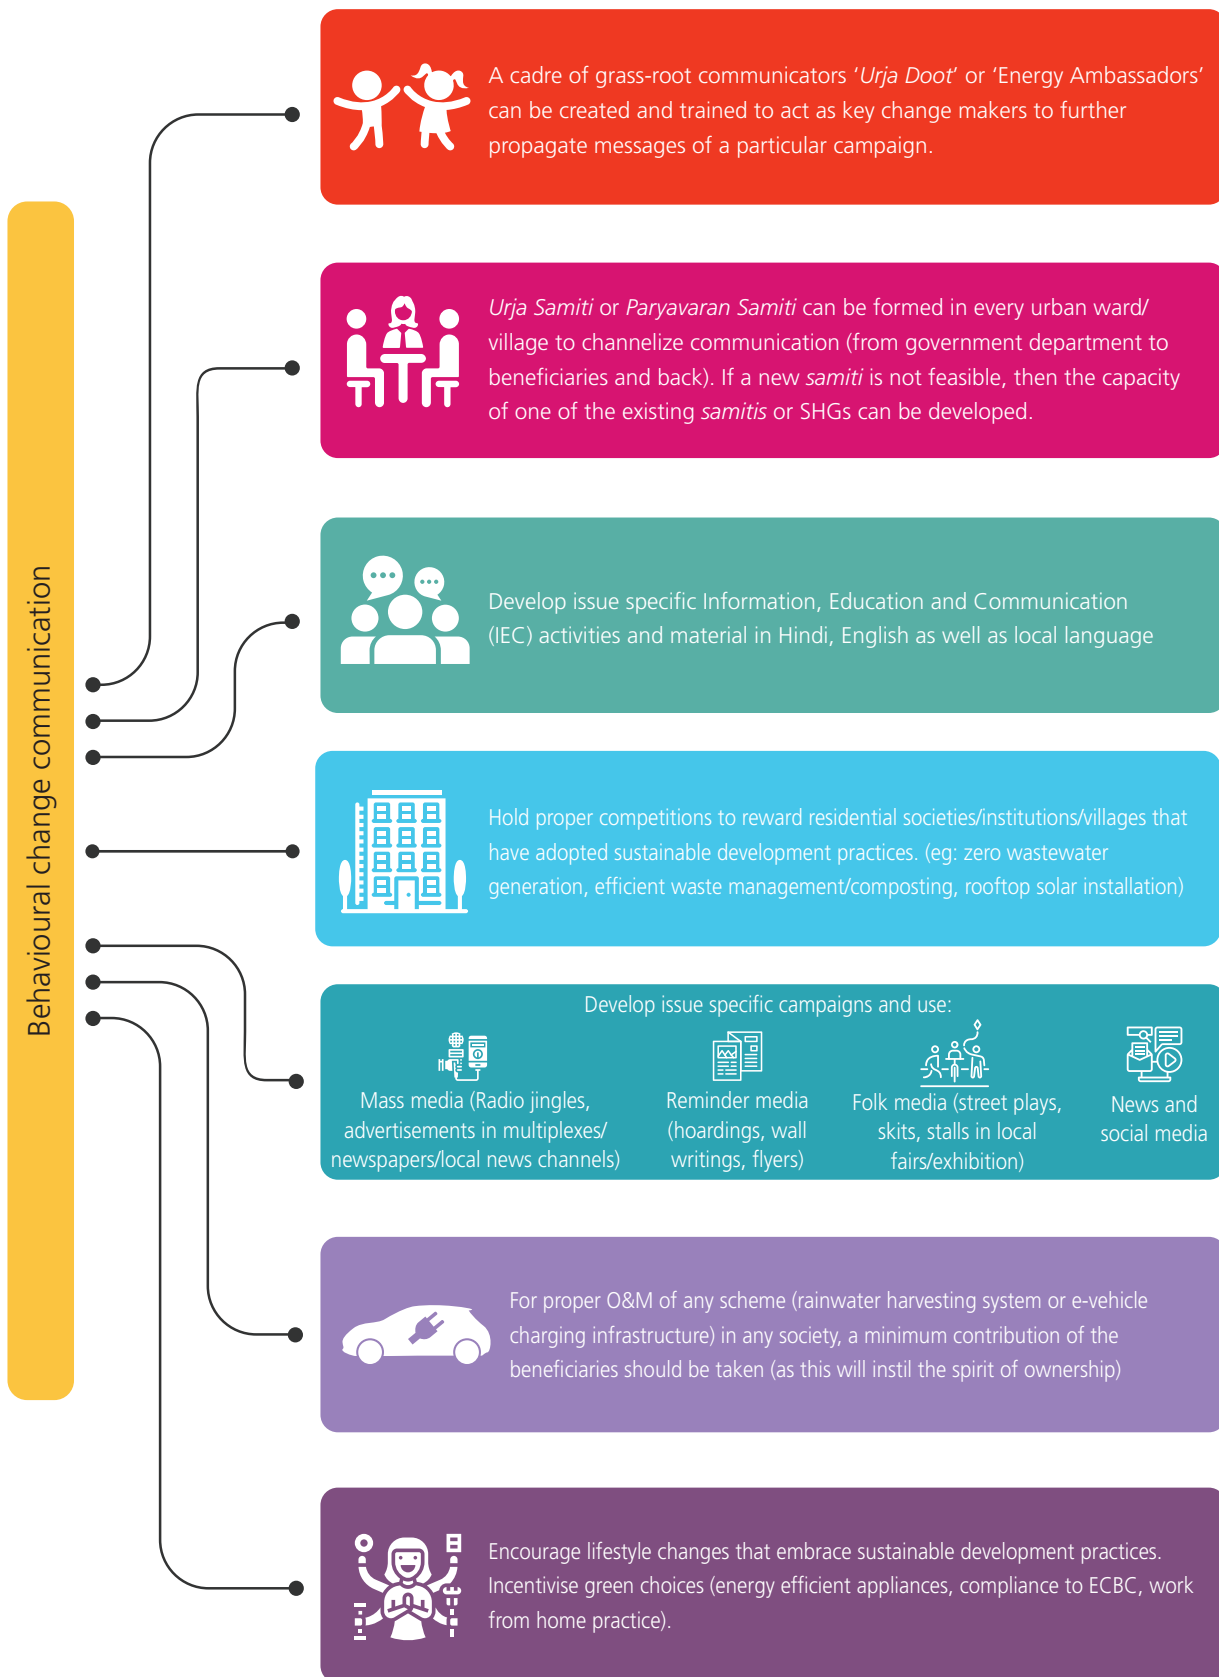 Behavioural change communication
A cadre of grass-root communicators ‘Urja Doot’ or ‘Energy Ambassadors’
can be created and trained to act as key change makers to further
propagate messages of a particular campaign.
Urja Samiti or Paryavaran Samiti can be formed in every urban ward/
village to channelize communication (from government department to
beneficiaries and back). If a new samiti is not feasible, then the capacity
of one of the existing samitis or SHGs can be developed.
Develop issue specific Information, Education and Communication
(IEC) activities and material in Hindi, English as well as local language
Hold proper competitions to reward residential societies/institutions/villages that
have adopted sustainable development practices. (eg: zero wastewater
generation, efficient waste management/composting, rooftop solar installation)
Develop issue specific campaigns and use:
Mass media (Radio jingles,
advertisements in multiplexes/
newspapers/local news channels)
Reminder media
(hoardings, wall
writings, flyers)
Folk media (street plays,
skits, stalls in local
fairs/exhibition)
News and
social media
For proper O&M of any scheme (rainwater harvesting system or e-vehicle
charging infrastructure) in any society, a minimum contribution of the
beneficiaries should be taken (as this will instil the spirit of ownership)
Encourage lifestyle changes that embrace sustainable development practices.
Incentivise green choices (energy efficient appliances, compliance to ECBC, work
from home practice).